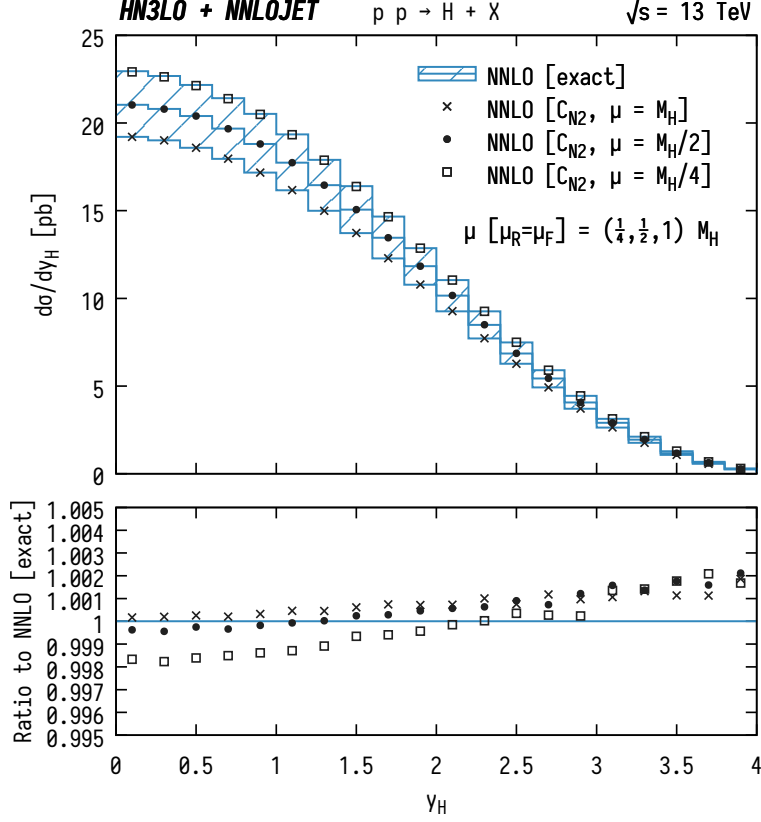 HN3LO + NNLOJET p p → H + X √s = 13 TeV
25
20
15
10
5
0
dσ/dy_H [pb]
NNLO [exact]
NNLO [C_N2, μ = M_H]
NNLO [C_N2, μ = M_H/2]
NNLO [C_N2, μ = M_H/4]
μ [μ_R=μ_F] = (1/4,1/2,1) M_H
Ratio to NNLO [exact]
1.005
1.004
1.003
1.002
1.001
1
0.999
0.998
0.997
0.996
0.995
0 0.5 1 1.5 2 2.5 3 3.5 4
y_H